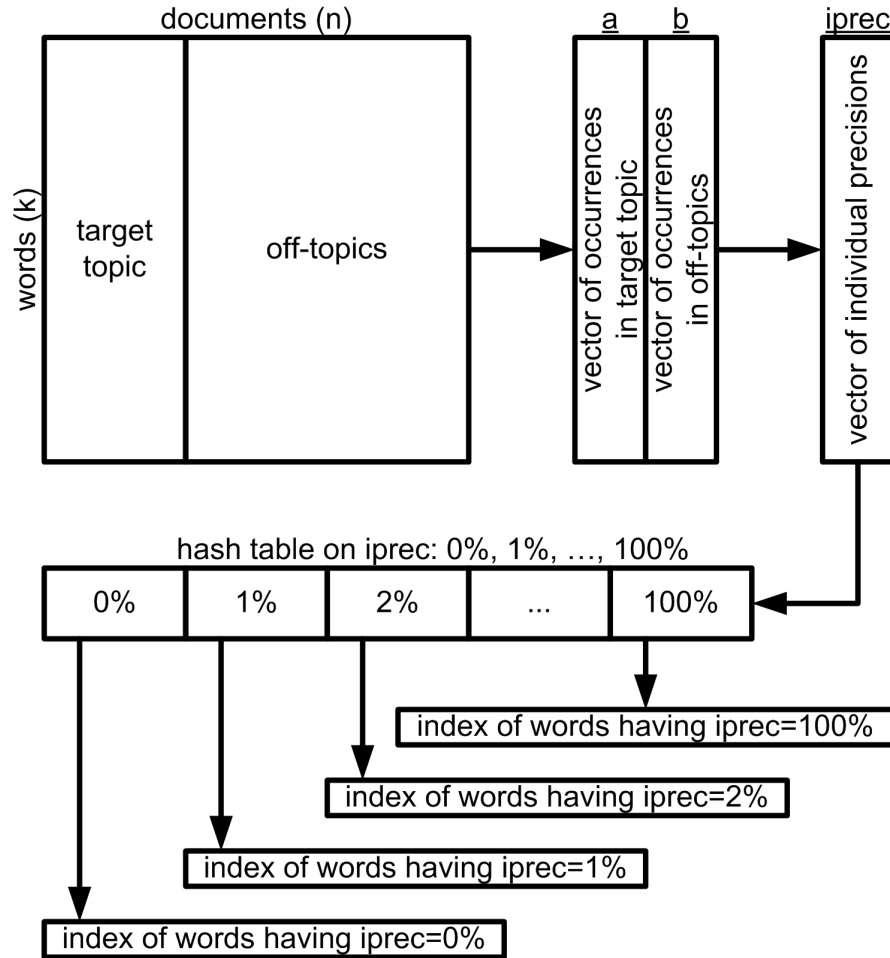 documents (n)
a
b
iprec
words (k)
target
topic
off-topics
vector of occurrences
in target topic
vector of occurrences
in off-topics
vector of individual precisions
hash table on iprec: 0%, 1%, ..., 100%
0%
1%
2%
...
100%
index of words having iprec=100%
index of words having iprec=2%
index of words having iprec=1%
index of words having iprec=0%